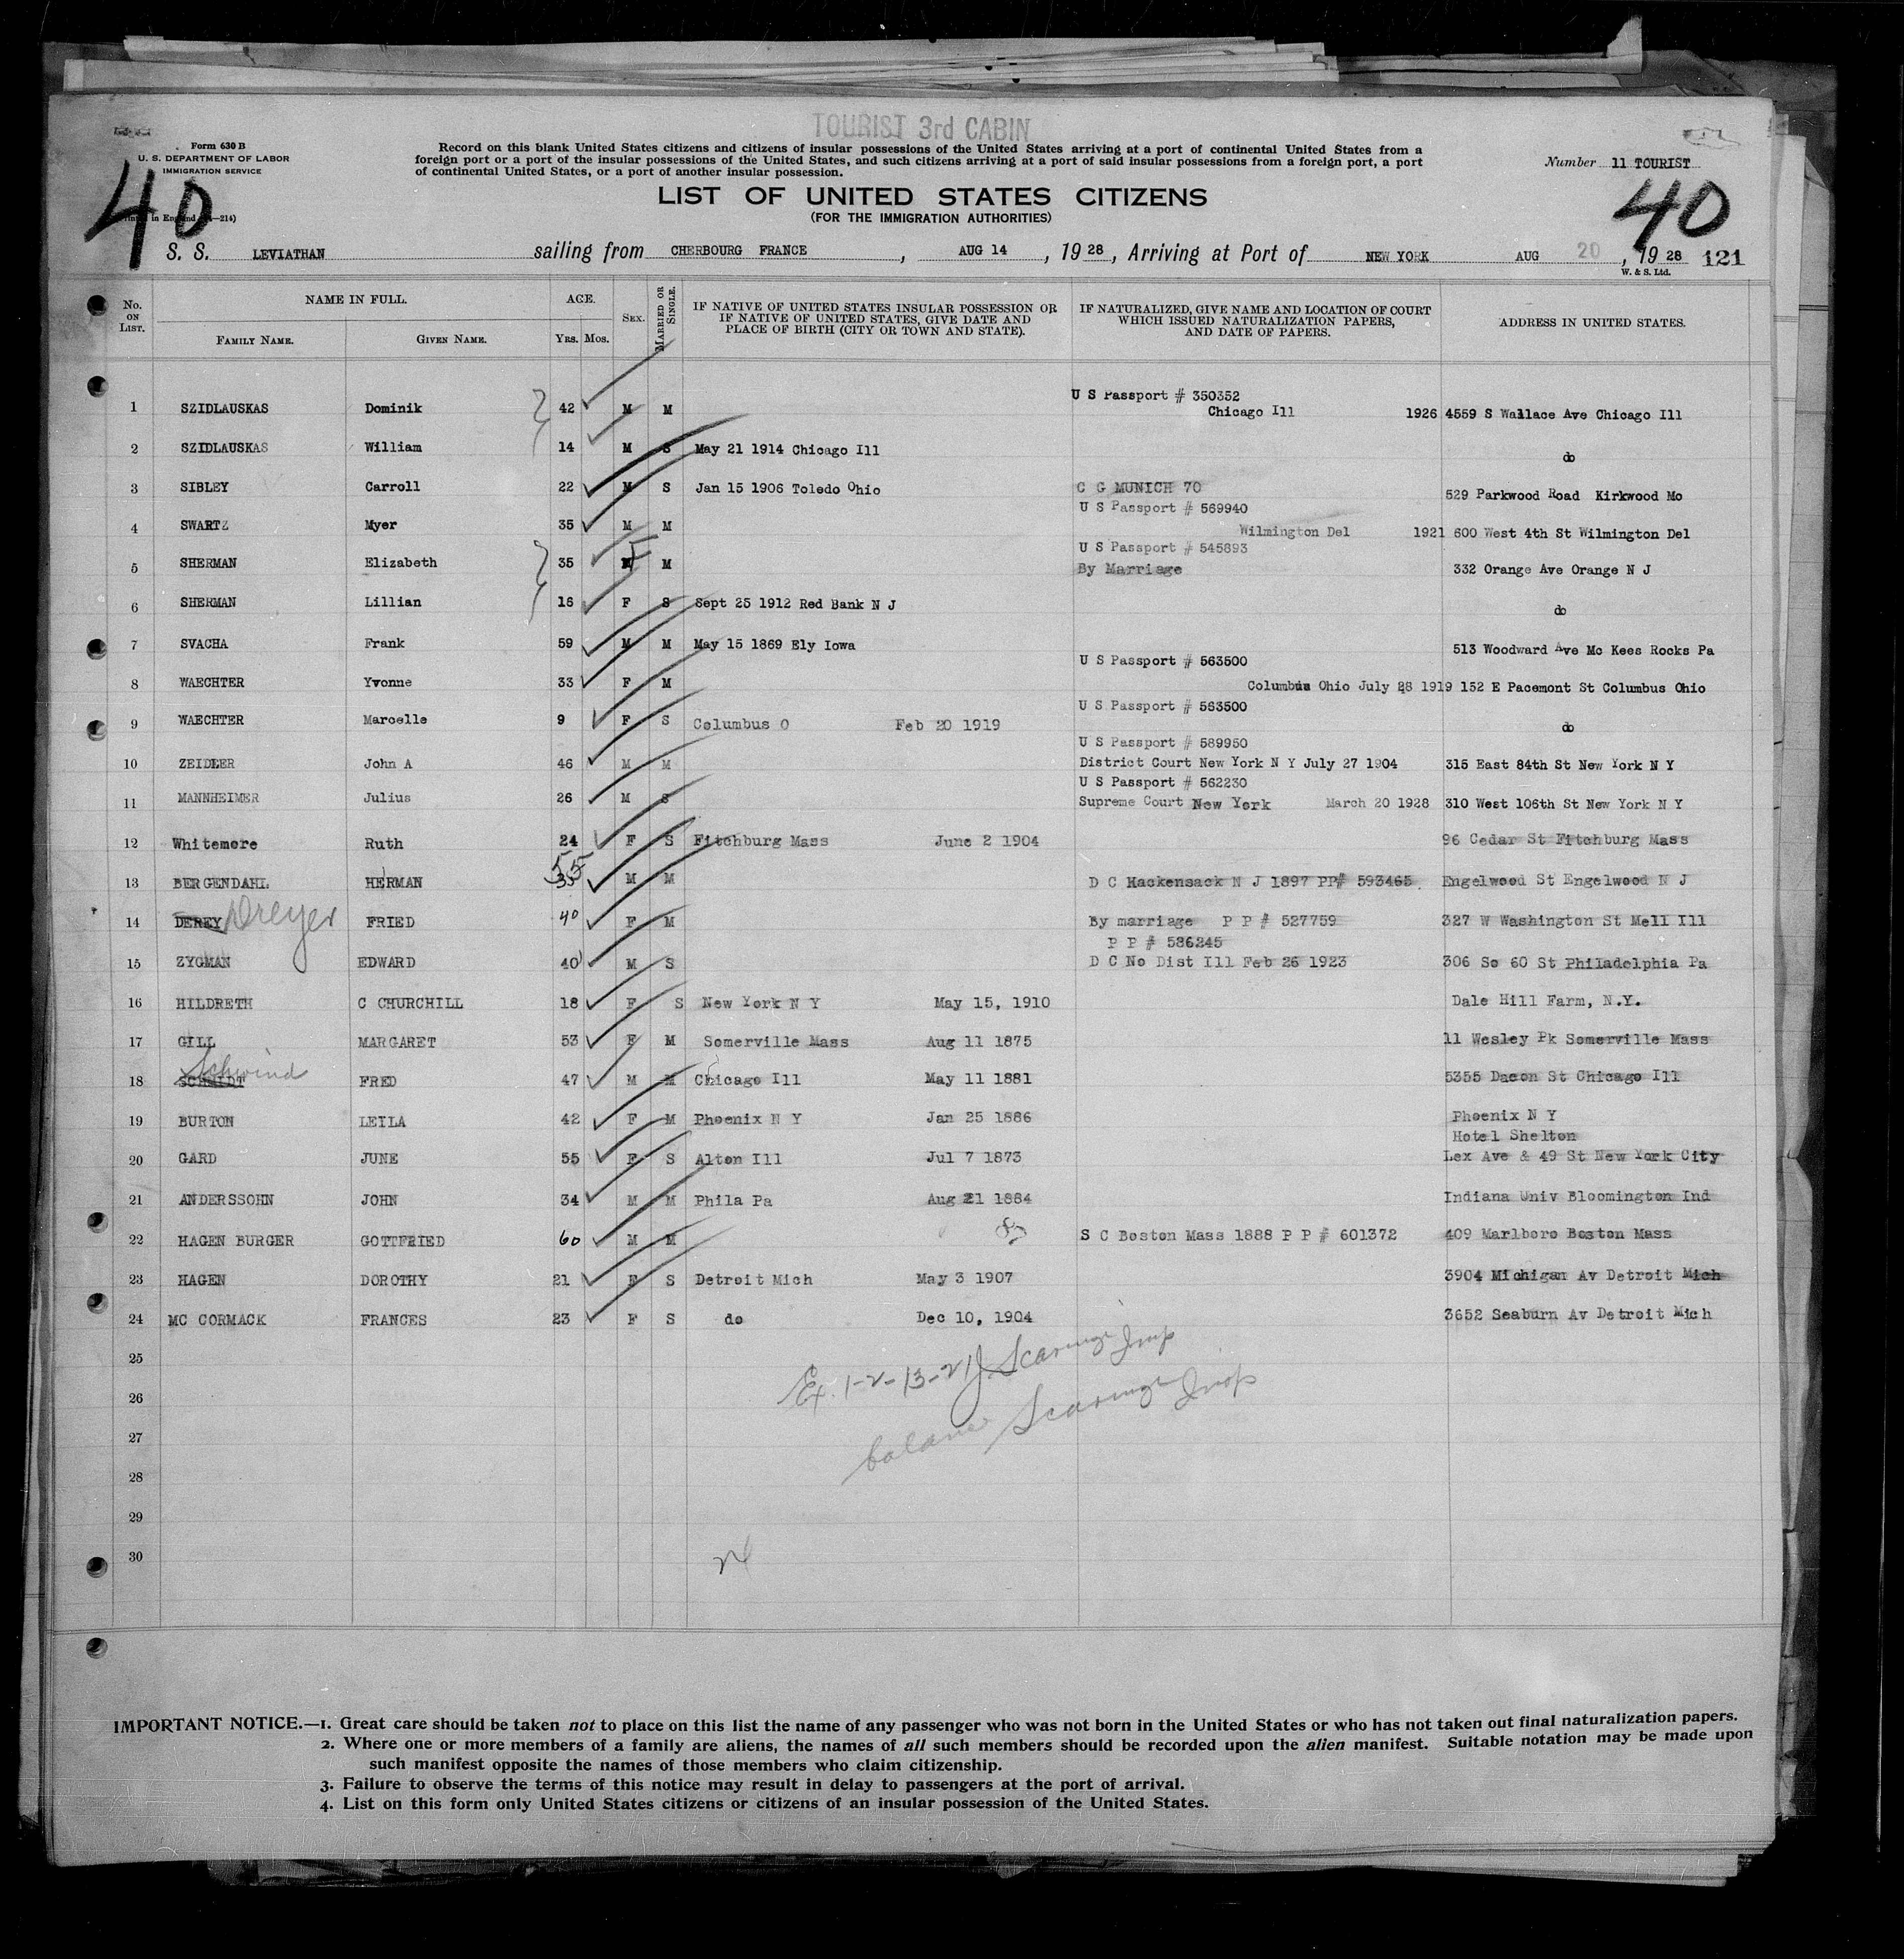 TOURIST 3rd CABIN
Form 630 B
U. S. DEPARTMENT OF LABOR
IMMIGRATION SERVICE
Record on this blank United States citizens and citizens of insular possessions of the United States arriving at a port of continental United States from a
foreign port or a port of the insular possessions of the United States, and such citizens arriving at a port of said insular possessions from a foreign port, a port
of continental United States, or a port of another insular possession.
Number 11 TOURIST
40
40
LIST OF UNITED STATES CITIZENS
(FOR THE IMMIGRATION AUTHORITIES)
S. S. LEVIATHAN sailing from CHERBOURG FRANCE, AUG 14, 1928, Arriving at Port of NEW YORK AUG 20, 1928 121
W. & S. Ltd.
No. ON LIST. NAME IN FULL. FAMILY NAME. GIVEN NAME. AGE. YRS. MOS. SEX. MARRIED OR SINGLE. IF NATIVE OF UNITED STATES INSULAR POSSESSION OR IF NATIVE OF UNITED STATES, GIVE DATE AND PLACE OF BIRTH (CITY OR TOWN AND STATE). IF NATURALIZED, GIVE NAME AND LOCATION OF COURT WHICH ISSUED NATURALIZATION PAPERS, AND DATE OF PAPERS. ADDRESS IN UNITED STATES.
U S Passport # 350352
1 SZIDLAUSKAS Dominik 42 M M Chicago Ill 1926 4559 S Wallace Ave Chicago Ill
2 SZIDLAUSKAS William 14 M S May 21 1914 Chicago Ill do
3 SIBLEY Carroll 22 M S Jan 15 1906 Toledo Ohio C G MUNICH 70 529 Parkwood Road Kirkwood Mo
U S Passport # 569940
4 SWARTZ Myer 35 M M Wilmington Del 1921 600 West 4th St Wilmington Del
U S Passport # 545893
5 SHERMAN Elizabeth 35 F M By Marriage 332 Orange Ave Orange N J
6 SHERMAN Lillian 16 F S Sept 25 1912 Red Bank N J do
7 SVACHA Frank 59 M M May 15 1869 Ely Iowa 513 Woodward Ave Mc Kees Rocks Pa
U S Passport # 563500
8 WAECHTER Yvonne 33 F M Columbus Ohio July 28 1919 152 E Pacemont St Columbus Ohio
U S Passport # 563500
9 WAECHTER Marcelle 9 F S Columbus O Feb 20 1919 do
U S Passport # 589950
10 ZEIDLER John A 46 M M District Court New York N Y July 27 1904 315 East 84th St New York N Y
U S Passport # 562230
11 MANNHEIMER Julius 26 M S Supreme Court New York March 20 1928 310 West 106th St New York N Y
12 Whitemore Ruth 24 F S Fitchburg Mass June 2 1904 96 Cedar St Fitchburg Mass
55
13 BERGENDAHL HERMAN 35 M M D C Hackensack N J 1897 PP# 593465 Engelwood St Engelwood N J
14 DEREY Dreyer FRIED 40 F M By marriage P P # 527759 327 W Washington St Mell Ill
P P # 586245
15 ZYGMAN EDWARD 40 M S D C No Dist Ill Feb 26 1923 306 So 60 St Philadelphia Pa
16 HILDRETH C CHURCHILL 18 F S New York N Y May 15, 1910 Dale Hill Farm, N.Y.
17 GILL MARGARET 53 F M Somerville Mass Aug 11 1875 11 Wesley Pk Somerville Mass
Schwind
18 SCHMIDT FRED 47 M M Chicago Ill May 11 1881 5355 Dacon St Chicago Ill
19 BURTON LEILA 42 F M Phoenix N Y Jan 25 1886 Phoenix N Y
Hotel Shelton
20 GARD JUNE 55 F S Alton Ill Jul 7 1873 Lex Ave & 49 St New York City
21 ANDERSSOHN JOHN 34 M M Phila Pa Aug 21 1884 Indiana Univ Bloomington Ind
22 HAGEN BURGER GOTTFRIED 60 M M S C Boston Mass 1888 P P # 601372 409 Marlboro Boston Mass
23 HAGEN DOROTHY 21 F S Detroit Mich May 3 1907 3904 Michigan Av Detroit Mich
24 MC CORMACK FRANCES 23 F S do Dec 10, 1904 3652 Seaburn Av Detroit Mich
25
Ex. 1-2-13-21 Insp
26
balance Insp
27
28
29
30
IMPORTANT NOTICE.—1. Great care should be taken not to place on this list the name of any passenger who was not born in the United States or who has not taken out final naturalization papers.
2. Where one or more members of a family are aliens, the names of all such members should be recorded upon the alien manifest. Suitable notation may be made upon
such manifest opposite the names of those members who claim citizenship.
3. Failure to observe the terms of this notice may result in delay to passengers at the port of arrival.
4. List on this form only United States citizens or citizens of an insular possession of the United States.